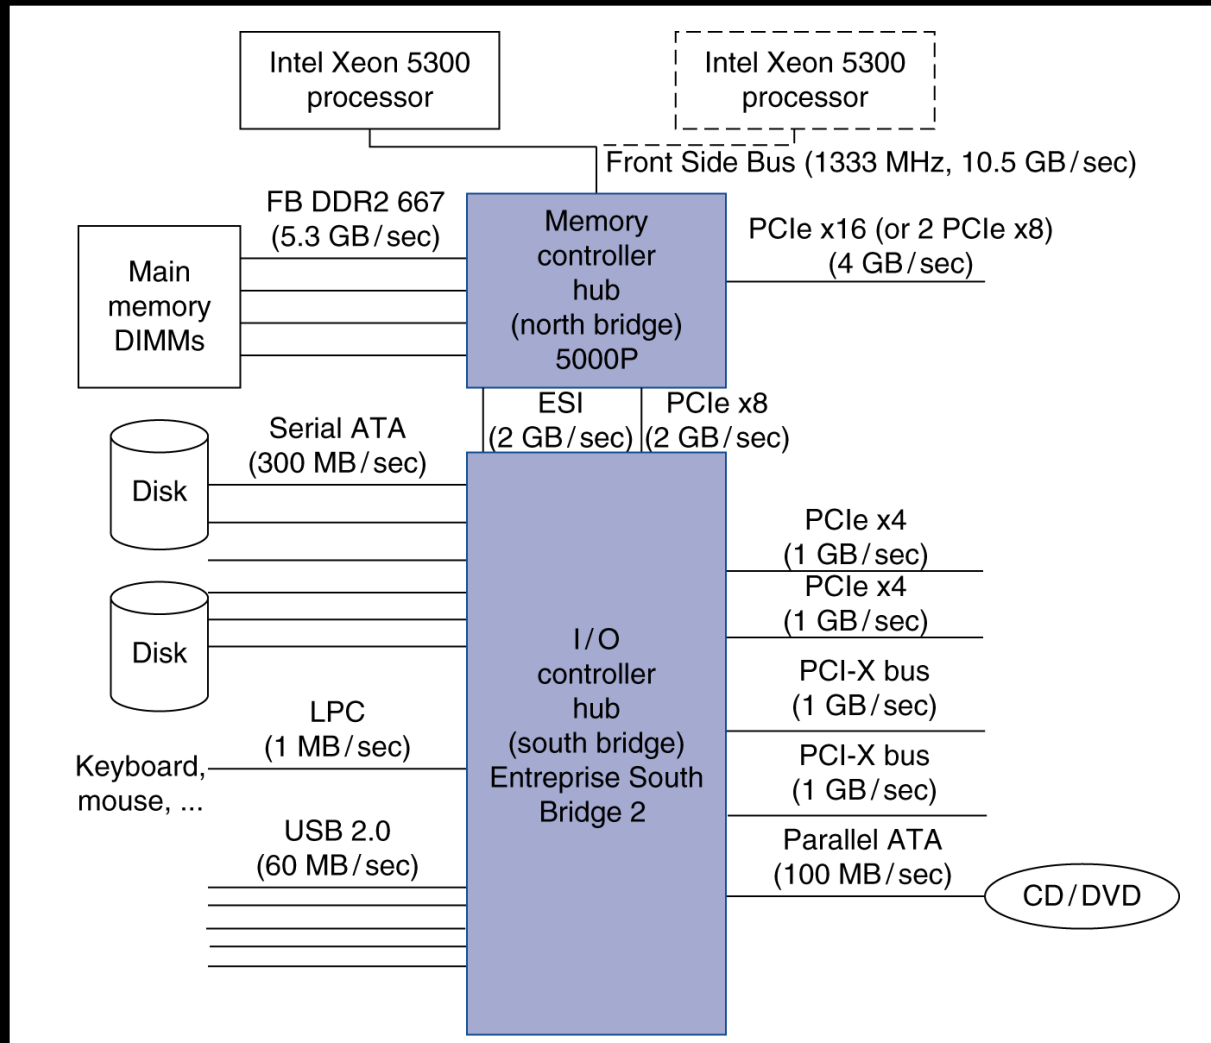 Intel Xeon 5300
processor
Intel Xeon 5300
processor
Front Side Bus (1333 MHz, 10.5 GB/sec)
FB DDR2 667
(5.3 GB/sec)
Main
memory
DIMMs
Memory
controller
hub
(north bridge)
5000P
PCIe x16 (or 2 PCIe x8)
(4 GB/sec)
ESI
(2 GB/sec)
PCIe x8
(2 GB/sec)
Serial ATA
(300 MB/sec)
Disk
Disk
LPC
(1 MB/sec)
Keyboard,
mouse, ...
USB 2.0
(60 MB/sec)
I/O
controller
hub
(south bridge)
Entreprise South
Bridge 2
PCIe x4
(1 GB/sec)
PCIe x4
(1 GB/sec)
PCI-X bus
(1 GB/sec)
PCI-X bus
(1 GB/sec)
Parallel ATA
(100 MB/sec)
CD/DVD